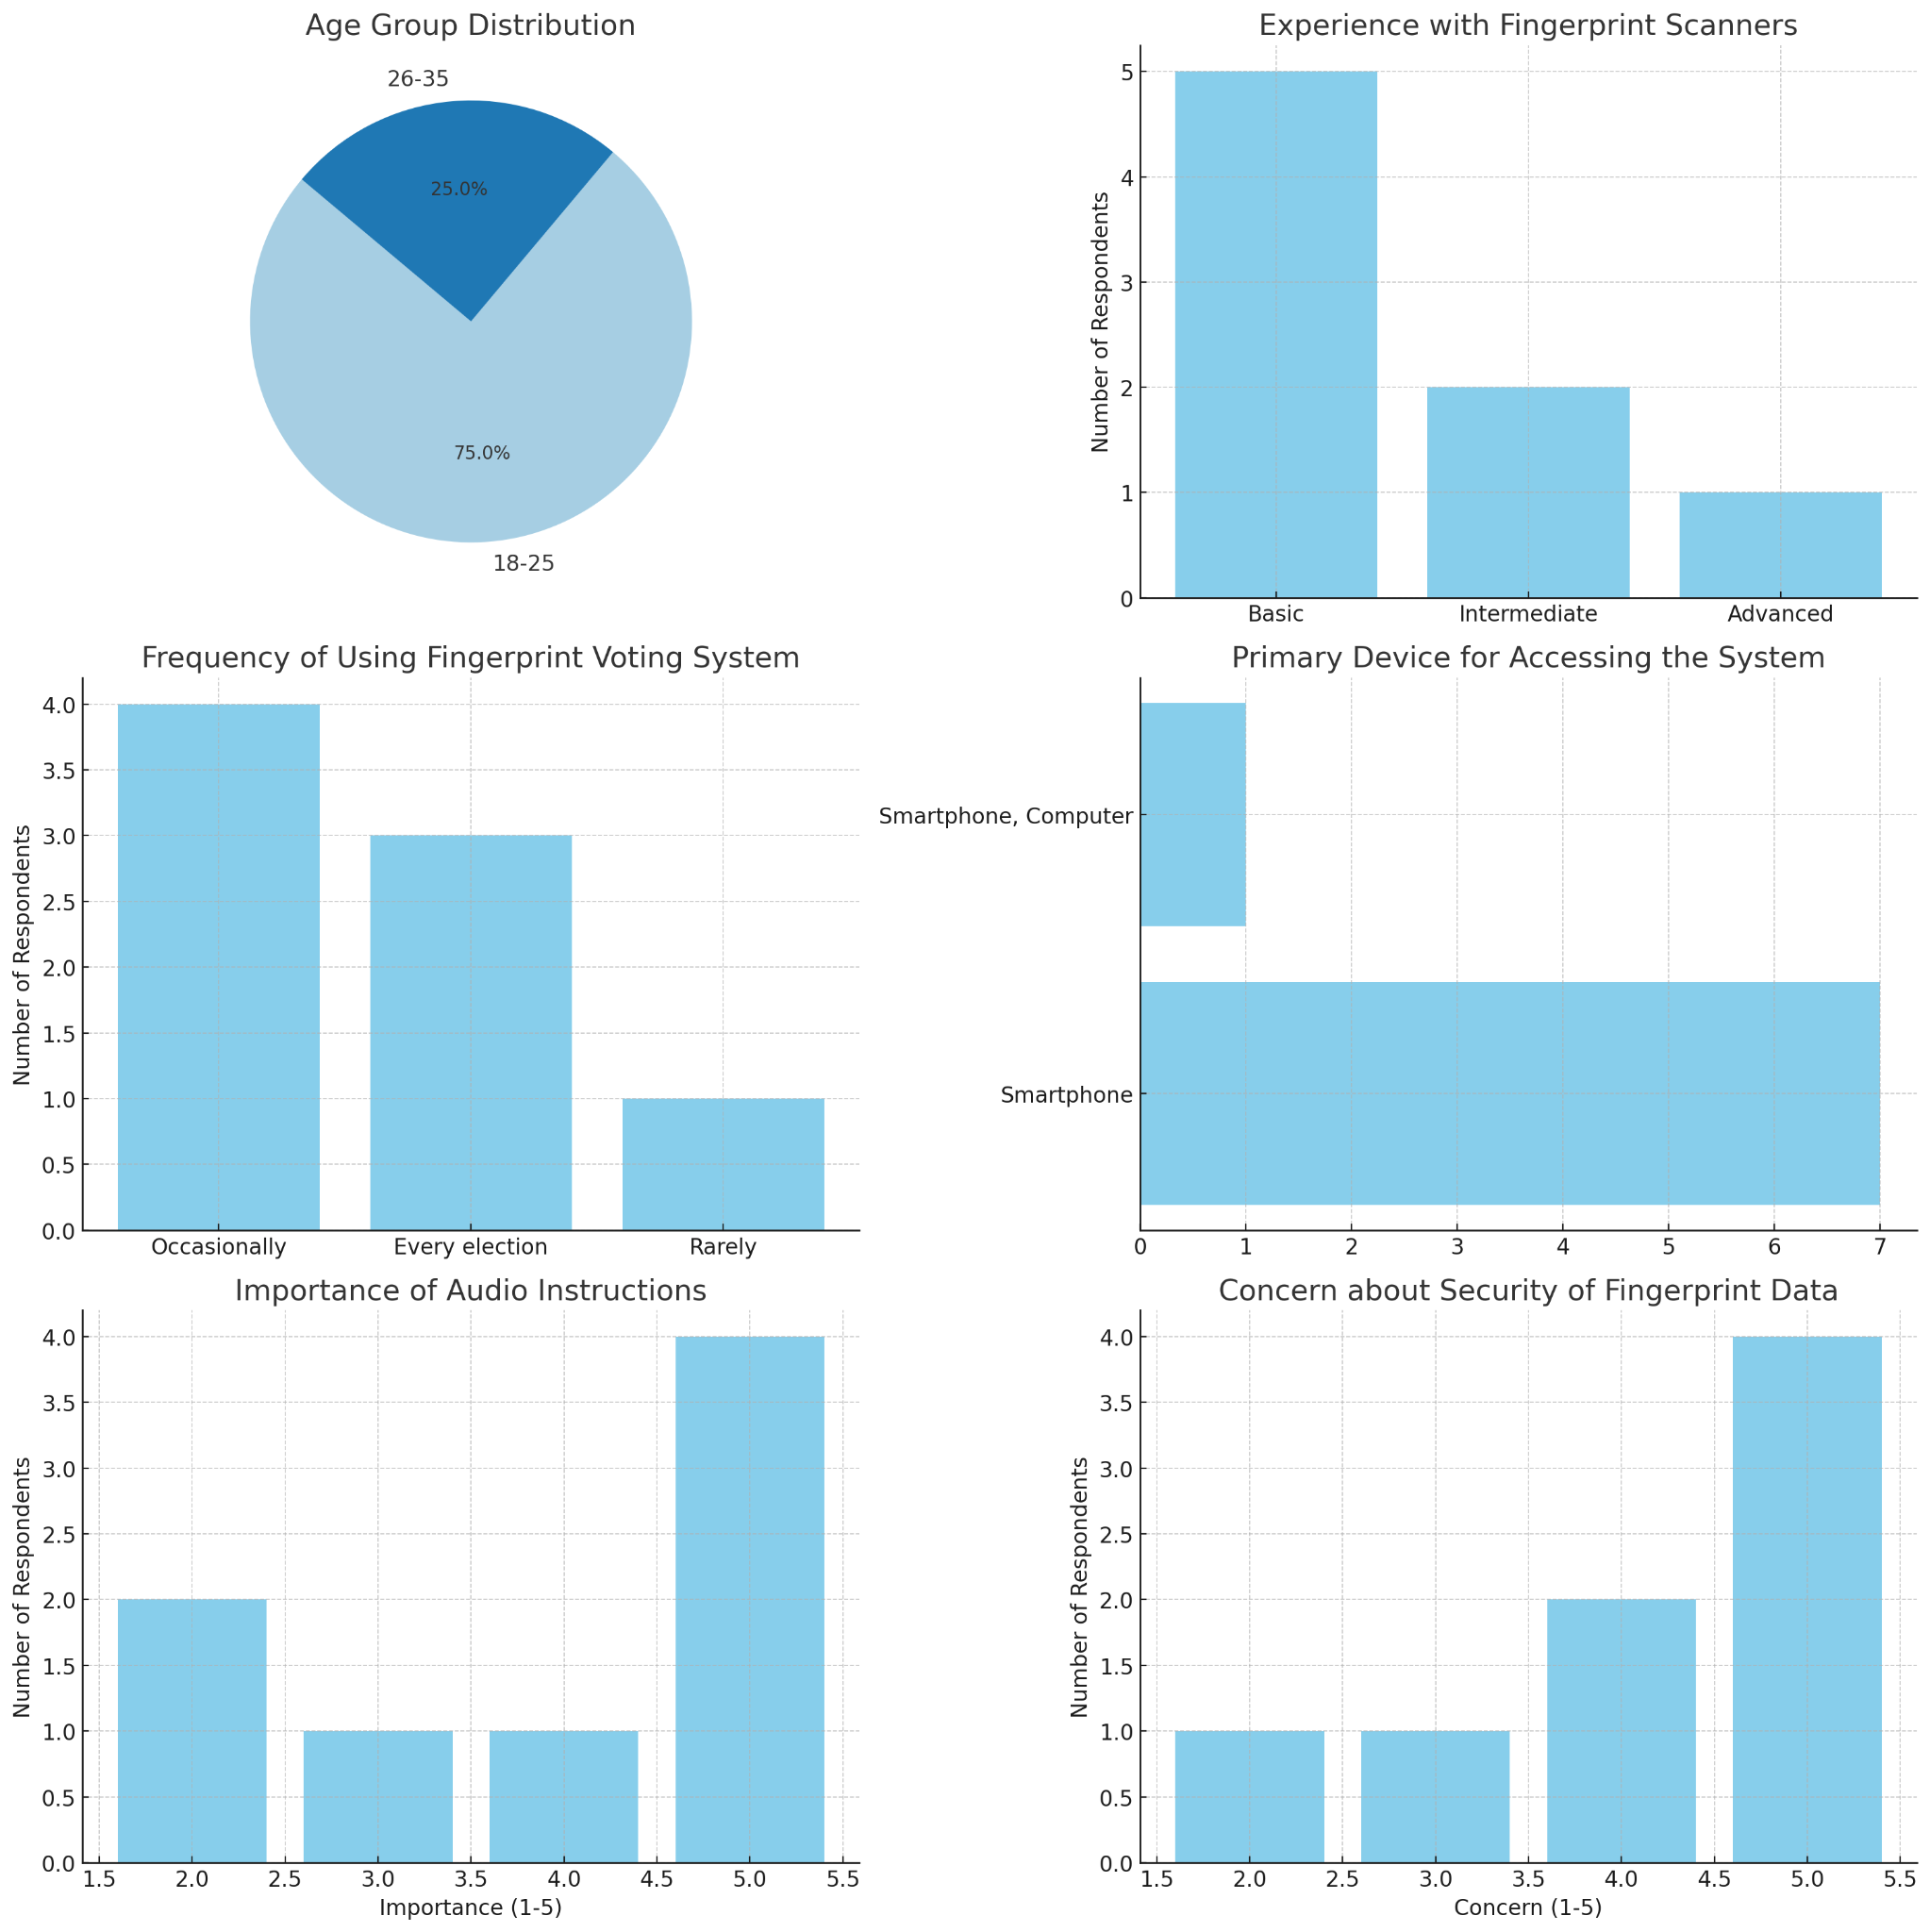 Age Group Distribution
26-35
25.0%
75.0%
18-25
Experience with Fingerprint Scanners
Number of Respondents
5
4
3
2
1
0
Basic Intermediate Advanced
Frequency of Using Fingerprint Voting System
Number of Respondents
4.0
3.5
3.0
2.5
2.0
1.5
1.0
0.5
0.0
Occasionally Every election Rarely
Primary Device for Accessing the System
Smartphone, Computer
Smartphone
0 1 2 3 4 5 6 7
Importance of Audio Instructions
Number of Respondents
4.0
3.5
3.0
2.5
2.0
1.5
1.0
0.5
0.0
1.5 2.0 2.5 3.0 3.5 4.0 4.5 5.0 5.5
Importance (1-5)
Concern about Security of Fingerprint Data
Number of Respondents
4.0
3.5
3.0
2.5
2.0
1.5
1.0
0.5
0.0
1.5 2.0 2.5 3.0 3.5 4.0 4.5 5.0 5.5
Concern (1-5)